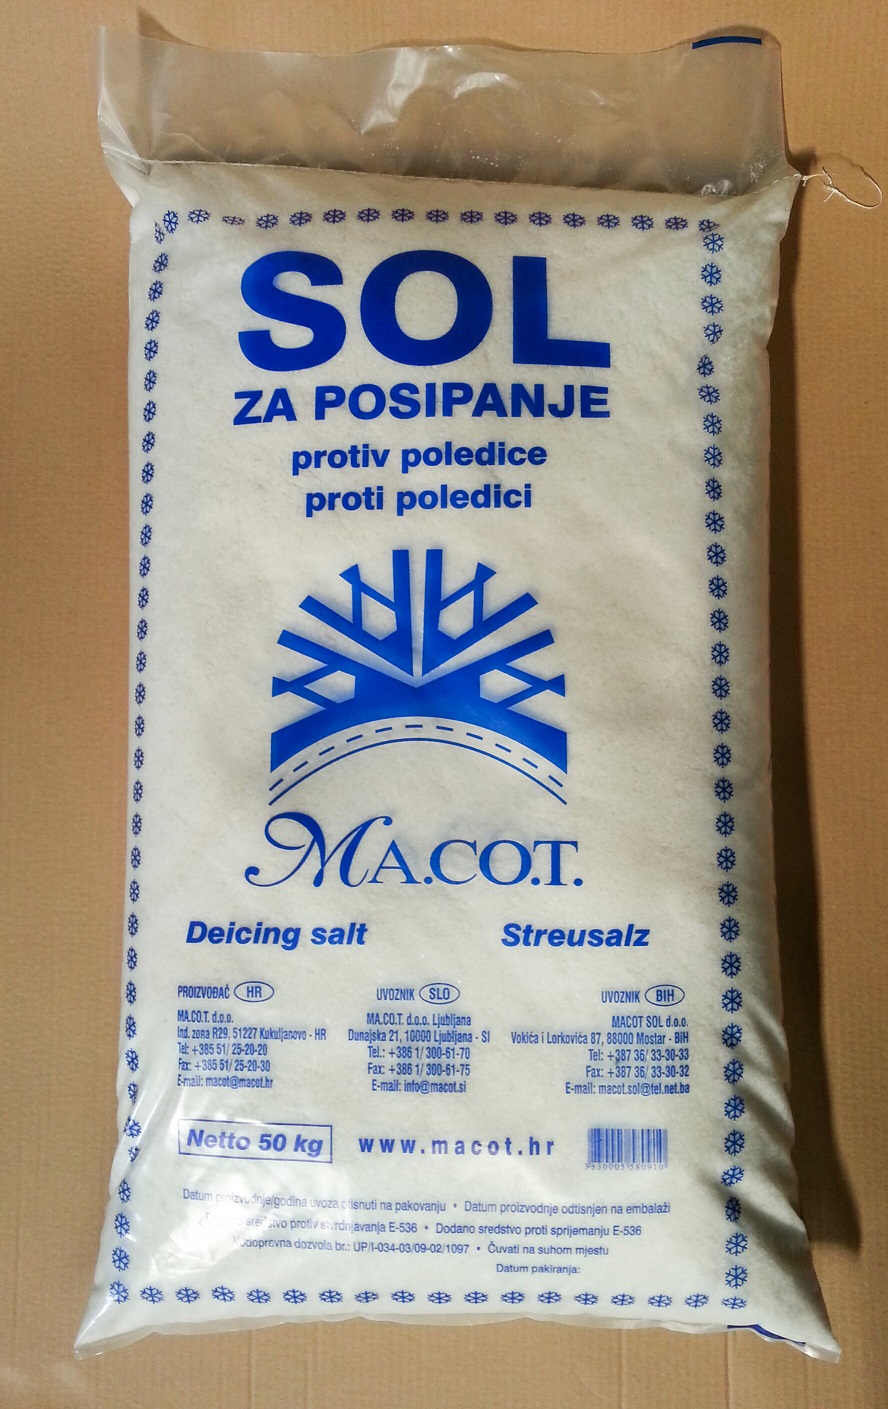 SOL
ZA POSIPANJE
protiv poledice
proti poledici
MA.CO.T.
Deicing salt
Streusalz
PROIZVOĐAČ HR
MA.CO.T. d.o.o.
Ind. zona R29, 51227 Kukuljanovo - HR
Tel: +385 51/ 25-20-20
Fax: +385 51/ 25-20-30
E-mail: macot@macot.hr
UVOZNIK SLO
MA.CO.T. d.o.o. Ljubljana
Dunajska 21, 10000 Ljubljana - SI
Tel.: +386 1/ 300-61-70
Fax: +386 1/ 300-61-75
E-mail: info@macot.si
UVOZNIK BIH
MACOT SOL d.o.o.
Vokića i Lorkovića 87, 88000 Mostar - BIH
Tel: +387 36/ 33-30-33
Fax: +387 36/ 33-30-32
E-mail: macot.sol@tel.net.ba
Netto 50 kg
www.macot.hr
Datum proizvodnje/godina uvoza otisnuti na pakovanju • Datum proizvodnje odtisnjen na embalaži
sredstvo protiv stvrdnjavanja E-536 • Dodano sredstvo proti sprijemanju E-536
Vodopravna dozvola br.: UP/I-034-03/09-02/1097 • Čuvati na suhom mjestu
Datum pakiranja: